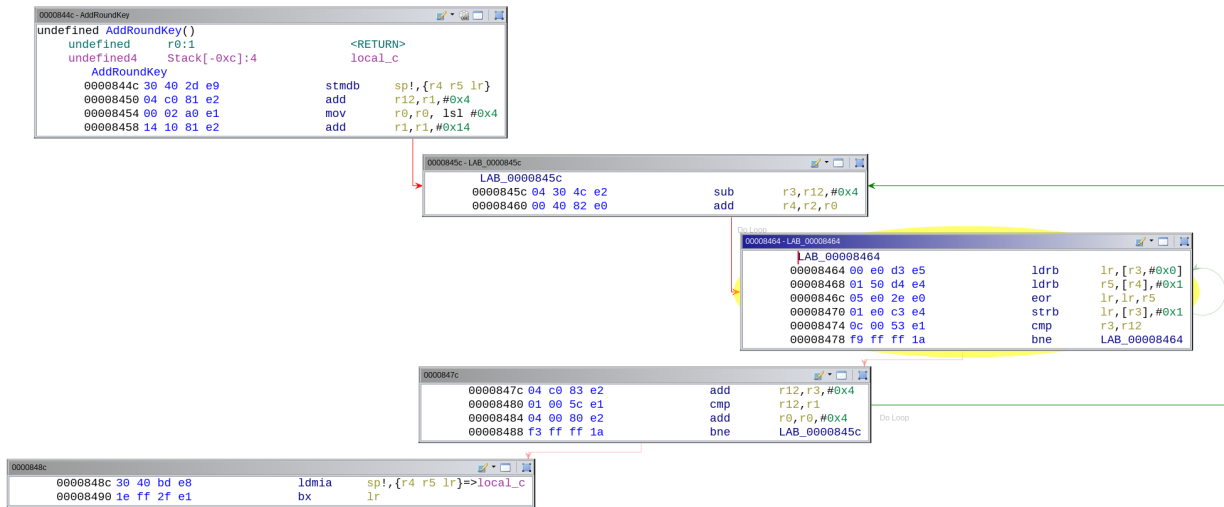 0000844c - AddRoundKey
undefined AddRoundKey()
undefined r0:1 <RETURN>
undefined4 Stack[-0xc]:4 local_c
AddRoundKey
0000844c 30 40 2d e9 stmdb sp!,{r4 r5 lr}
00008450 04 c0 81 e2 add r12,r1,#0x4
00008454 00 02 a0 e1 mov r0,r0, lsl #0x4
00008458 14 10 81 e2 add r1,r1,#0x14
0000845c - LAB_0000845c
LAB_0000845c
0000845c 04 30 4c e2 sub r3,r12,#0x4
00008460 00 40 82 e0 add r4,r2,r0
Do Loop
00008464 - LAB_00008464
LAB_00008464
00008464 00 e0 d3 e5 ldrb lr,[r3,#0x0]
00008468 01 50 d4 e4 ldrb r5,[r4],#0x1
0000846c 05 e0 2e e0 eor lr,lr,r5
00008470 01 e0 c3 e4 strb lr,[r3],#0x1
00008474 0c 00 53 e1 cmp r3,r12
00008478 f9 ff ff 1a bne LAB_00008464
0000847c
0000847c 04 c0 83 e2 add r12,r3,#0x4
00008480 01 00 5c e1 cmp r12,r1
00008484 04 00 80 e2 add r0,r0,#0x4
00008488 f3 ff ff 1a bne LAB_0000845c
Do Loop
0000848c
0000848c 30 40 bd e8 ldmia sp!,{r4 r5 lr}=>local_c
00008490 1e ff 2f e1 bx lr